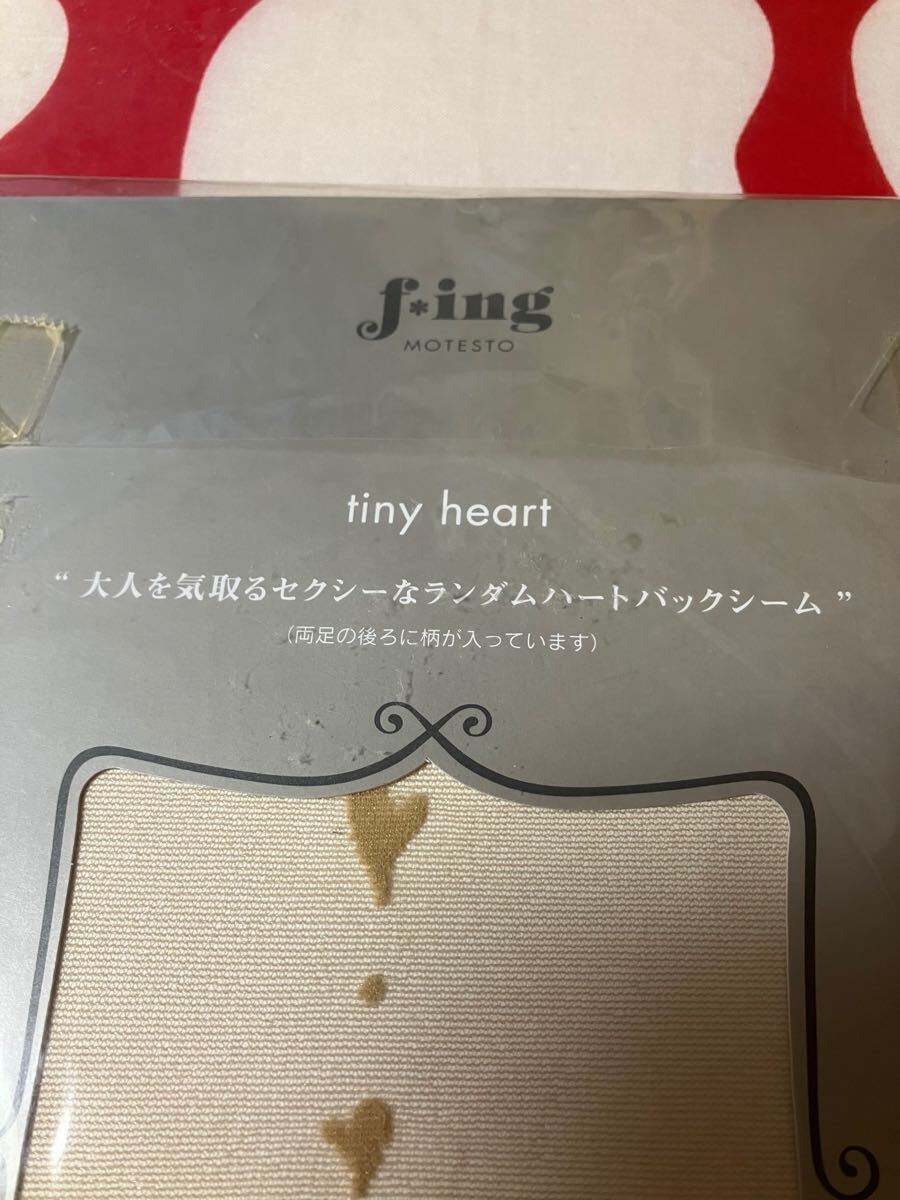 f*ing
MOTESTO
tiny heart
“ 大人を気取るセクシーなランダムハートバックシーム ”
(両足の後ろに柄が入っています)